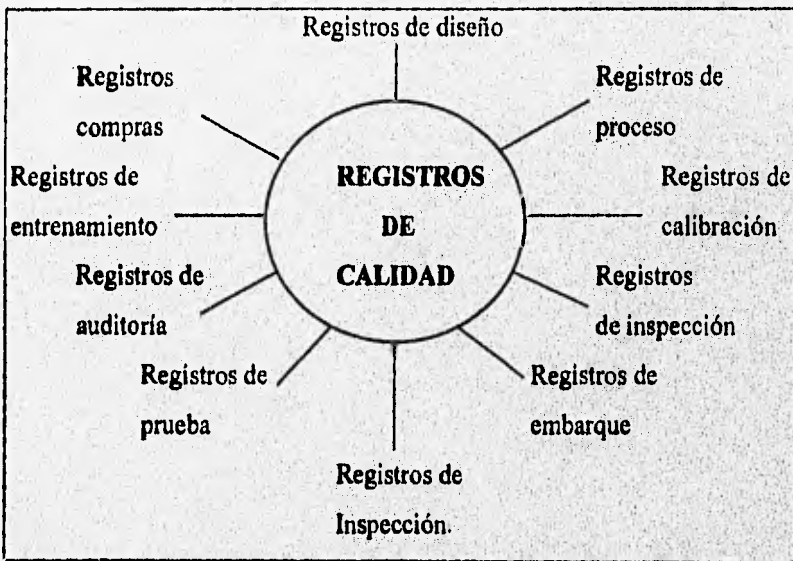 Registros de diseño
Registros
compras
Registros de
proceso
Registros de
entrenamiento
REGISTROS
DE
CALIDAD
Registros de
calibración
Registros de
auditoría
Registros
de inspección
Registros de
prueba
Registros de
embarque
Registros de
Inspección.